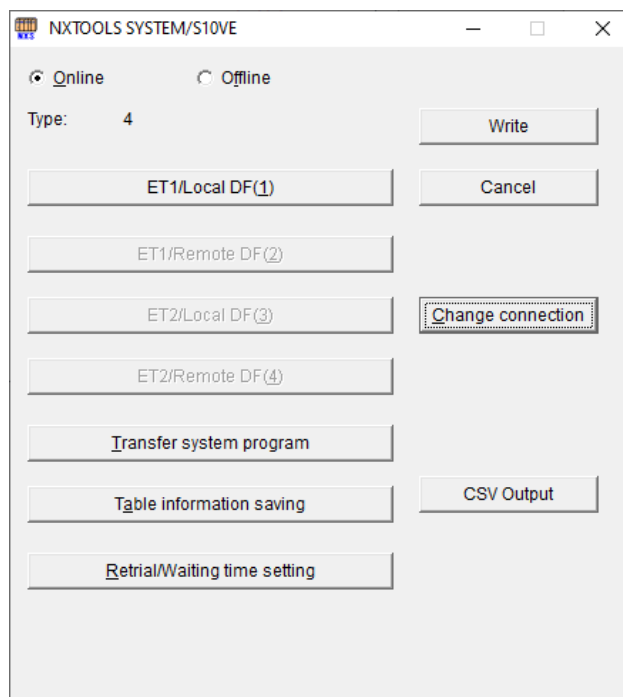 NXS
NXTOOLS SYSTEM/S10VE
Online Offline
Type: 4
Write
ET1/Local DF(1) Cancel
ET1/Remote DF(2)
ET2/Local DF(3) Change connection
ET2/Remote DF(4)
Transfer system program
Table information saving CSV Output
Retrial/Waiting time setting